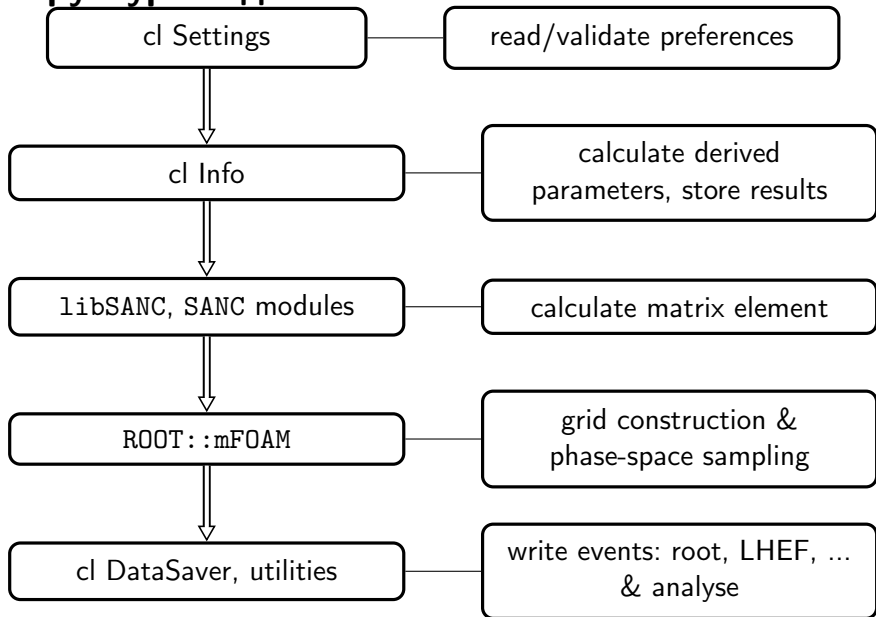 cl Settings
read/validate preferences
cl Info
calculate derived
parameters, store results
libSANC, SANC modules
calculate matrix element
ROOT::mFOAM
grid construction &
phase-space sampling
cl DataSaver, utilities
write events: root, LHEF, ...
& analyse